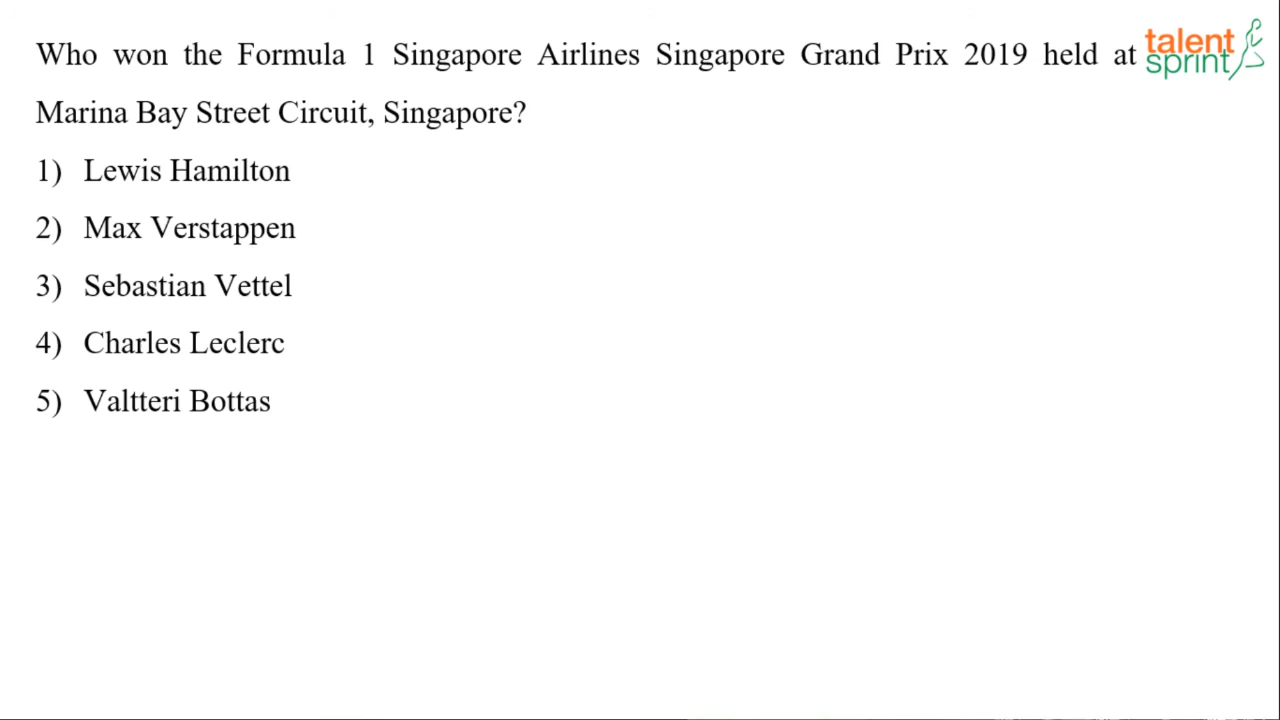 Who won the Formula 1 Singapore Airlines Singapore Grand Prix 2019 held at
talent
sprint
Marina Bay Street Circuit, Singapore?
1) Lewis Hamilton
2) Max Verstappen
3) Sebastian Vettel
4) Charles Leclerc
5) Valtteri Bottas